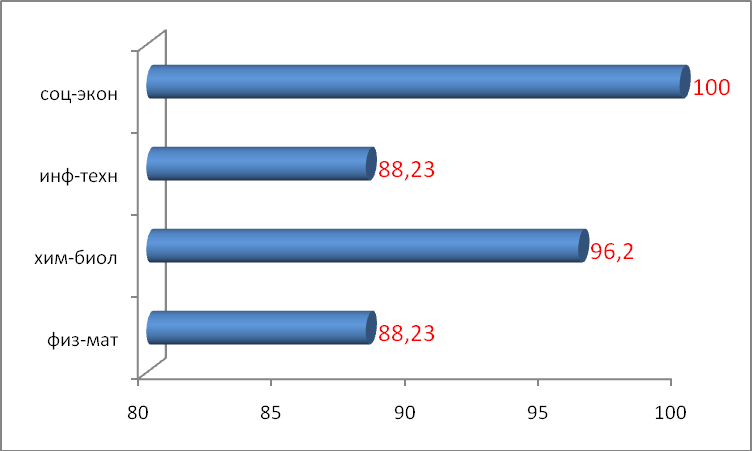 соц-экон
100
инф-техн
88,23
хим-биол
96,2
физ-мат
88,23
80 85 90 95 100